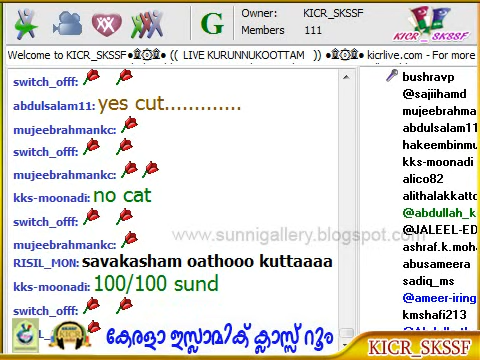 G
Owner: KICR_SKSSF
Members 111
KICR_SKSSF
Welcome to KICR_SKSSF●۩۞۩● (( LIVE KURUNNUKOOTTAM )) ●۩۞۩● kicrlive.com - For more
switch_offf:
abdulsalam11: yes cut.............
mujeebrahmankc:
switch_offf:
mujeebrahmankc:
kks-moonadi: no cat
switch_offf:
mujeebrahmankc:
RISIL_MON: savakasham oathooo kuttaaaa
kks-moonadi: 100/100 sund
switch_offf:
www.sunnigallery.blogspot.com
bushravp
@sajiihamd
mujeebrahma
abdulsalam11
hakeembinmu
kks-moonadi
alico82
alithalakkatto
@abdullah_k
@JALEEL-ED
ashraf.k.moha
abusameera
sadiq_ms
@ameer-iring
kmshafi213
കേരളാ ഇസ്ലാമിക് ക്ലാസ്സ് റൂം
KICR_SKSSF